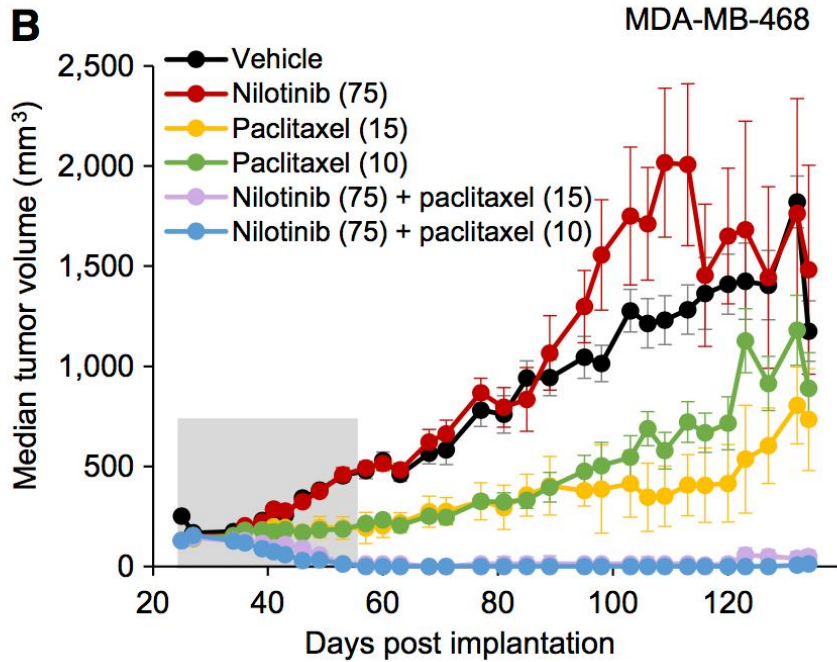 B
MDA-MB-468
Median tumor volume (mm³)
2,500
2,000
1,500
1,000
500
0
Vehicle
Nilotinib (75)
Paclitaxel (15)
Paclitaxel (10)
Nilotinib (75) + paclitaxel (15)
Nilotinib (75) + paclitaxel (10)
20 40 60 80 100 120
Days post implantation